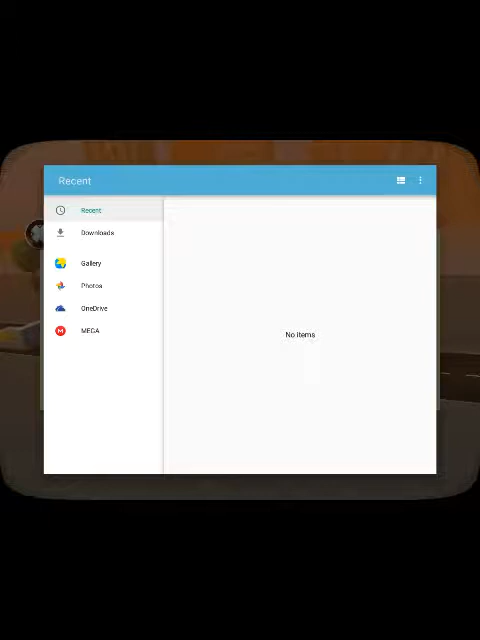 Recent
Recent
Downloads
Gallery
Photos
OneDrive
MEGA
No items